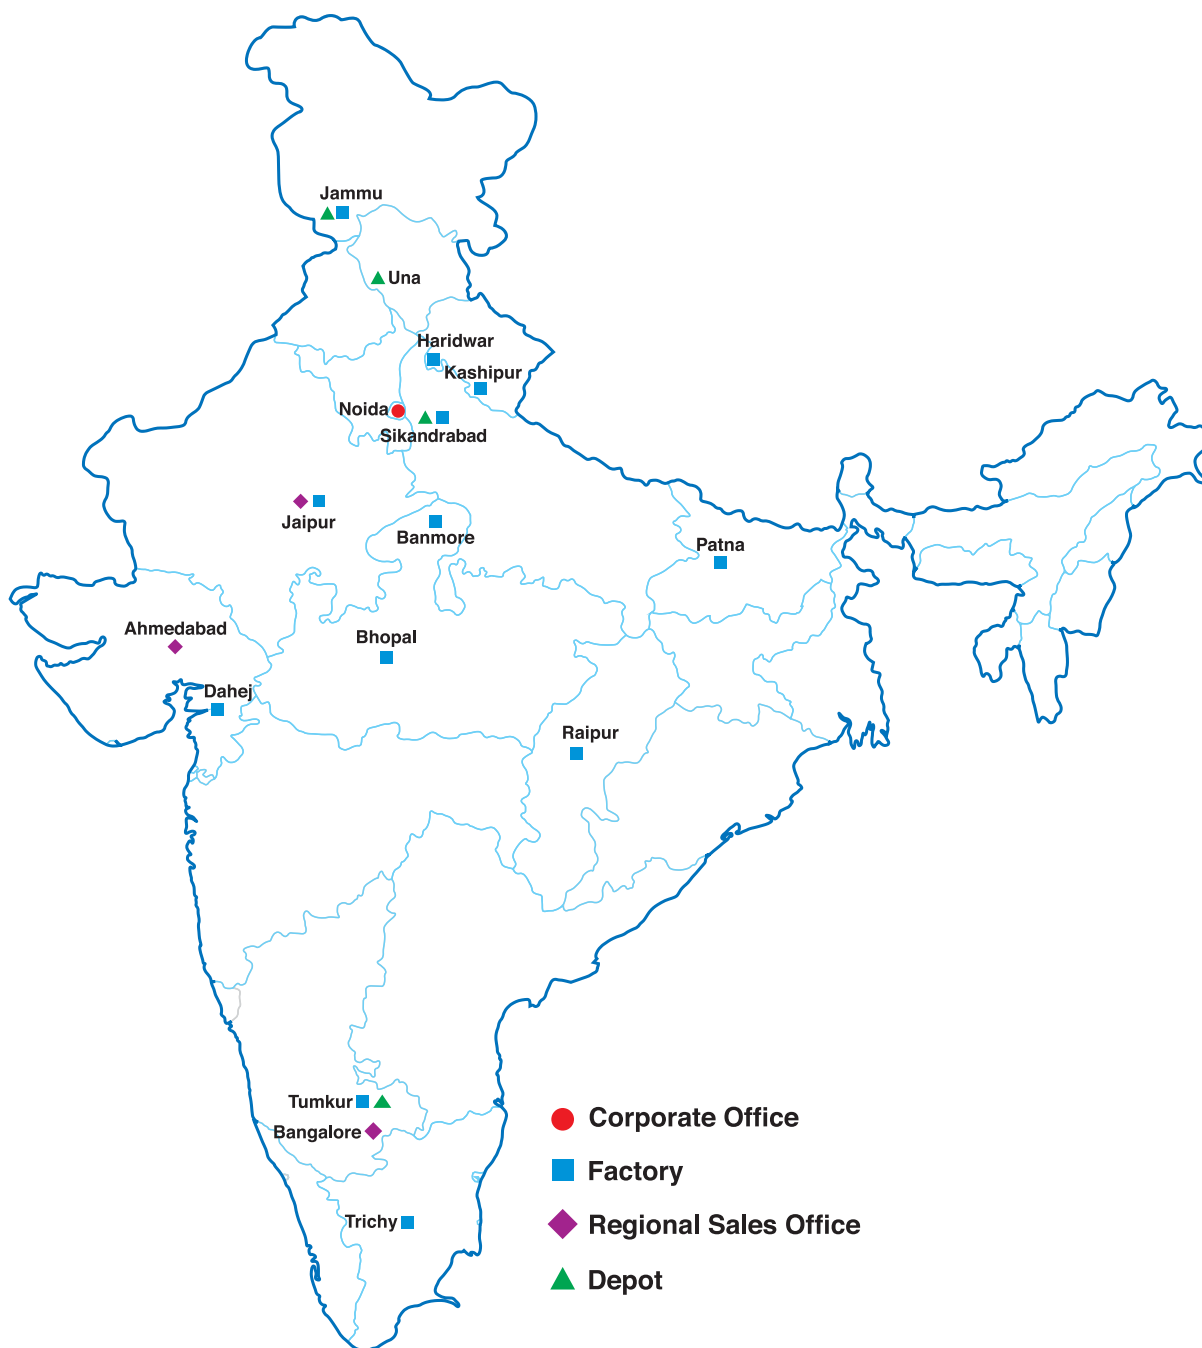 Jammu
Una
Haridwar
Kashipur
Noida
Sikandrabad
Jaipur
Banmore
Patna
Ahmedabad
Bhopal
Dahej
Raipur
Tumkur
Bangalore
Trichy
Corporate Office
Factory
Regional Sales Office
Depot